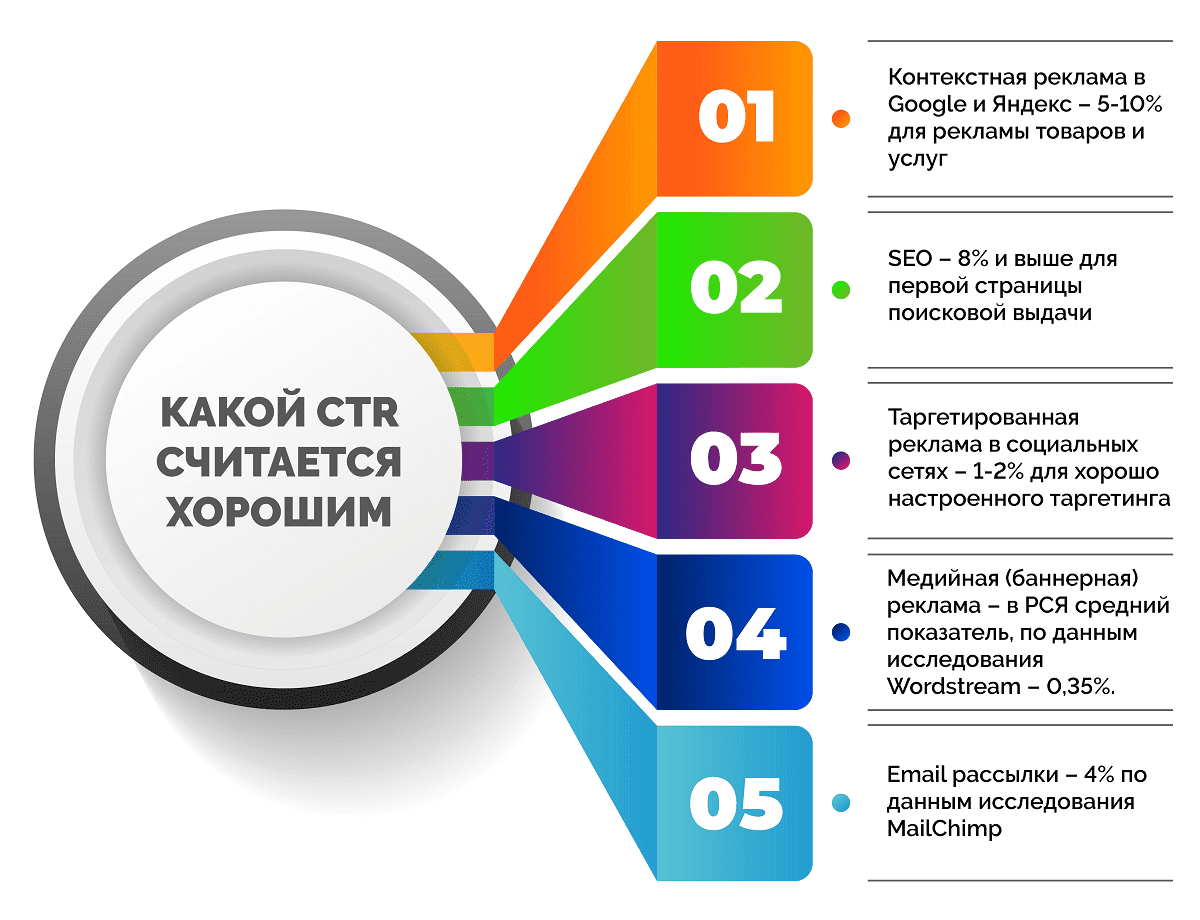 КАКОЙ CTR
СЧИТАЕТСЯ
ХОРОШИМ
01
Контекстная реклама в
Google и Яндекс – 5-10%
для рекламы товаров и
услуг
02
SEO – 8% и выше для
первой страницы
поисковой выдачи
03
Таргетированная
реклама в социальных
сетях – 1-2% для хорошо
настроенного таргетинга
04
Медийная (баннерная)
реклама – в РСЯ средний
показатель, по данным
исследования
Wordstream – 0,35%.
05
Email рассылки – 4% по
данным исследования
MailChimp